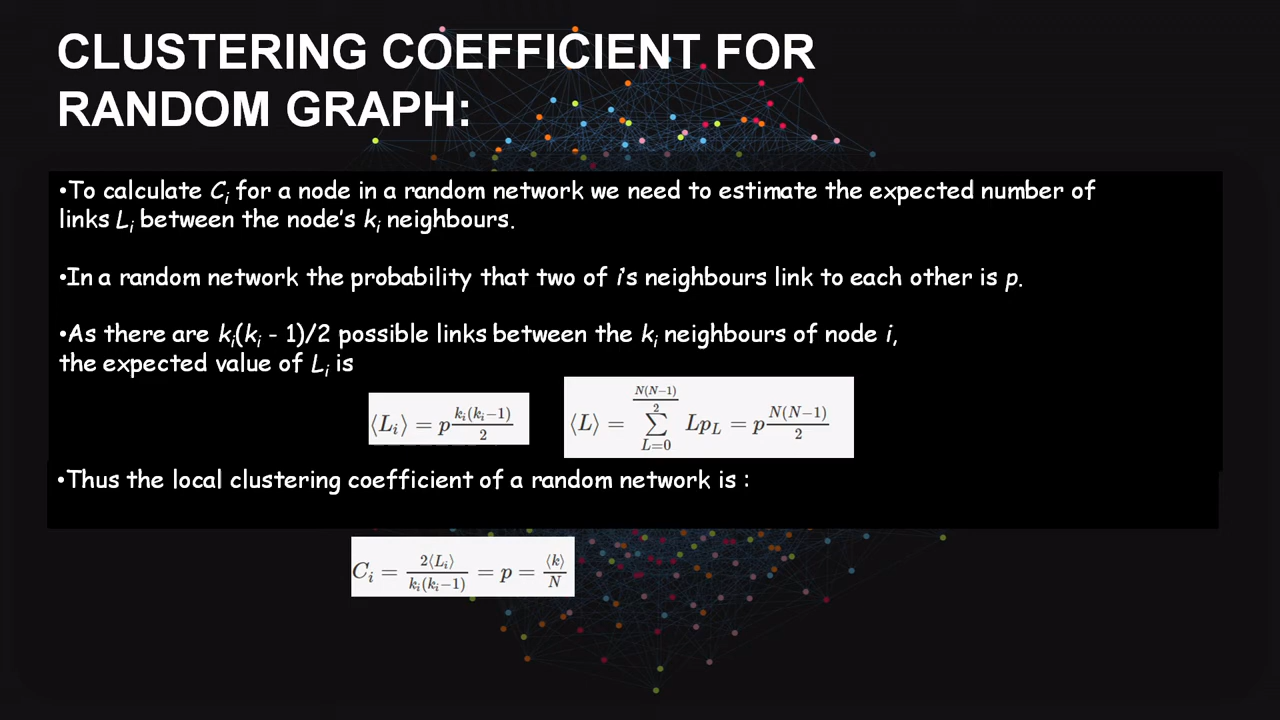 CLUSTERING COEFFICIENT FOR
RANDOM GRAPH:
•To calculate Cᵢ for a node in a random network we need to estimate the expected number of
links Lᵢ between the node's kᵢ neighbours.
•In a random network the probability that two of i's neighbours link to each other is p.
•As there are kᵢ(kᵢ - 1)/2 possible links between the kᵢ neighbours of node i,
the expected value of Lᵢ is
⟨Lᵢ⟩ = p kᵢ(kᵢ−1)/2
⟨L⟩ = ∑_{L=0}^{N(N−1)/2} L p_L = p N(N−1)/2
•Thus the local clustering coefficient of a random network is :
Cᵢ = 2⟨Lᵢ⟩/kᵢ(kᵢ−1) = p = ⟨k⟩/N